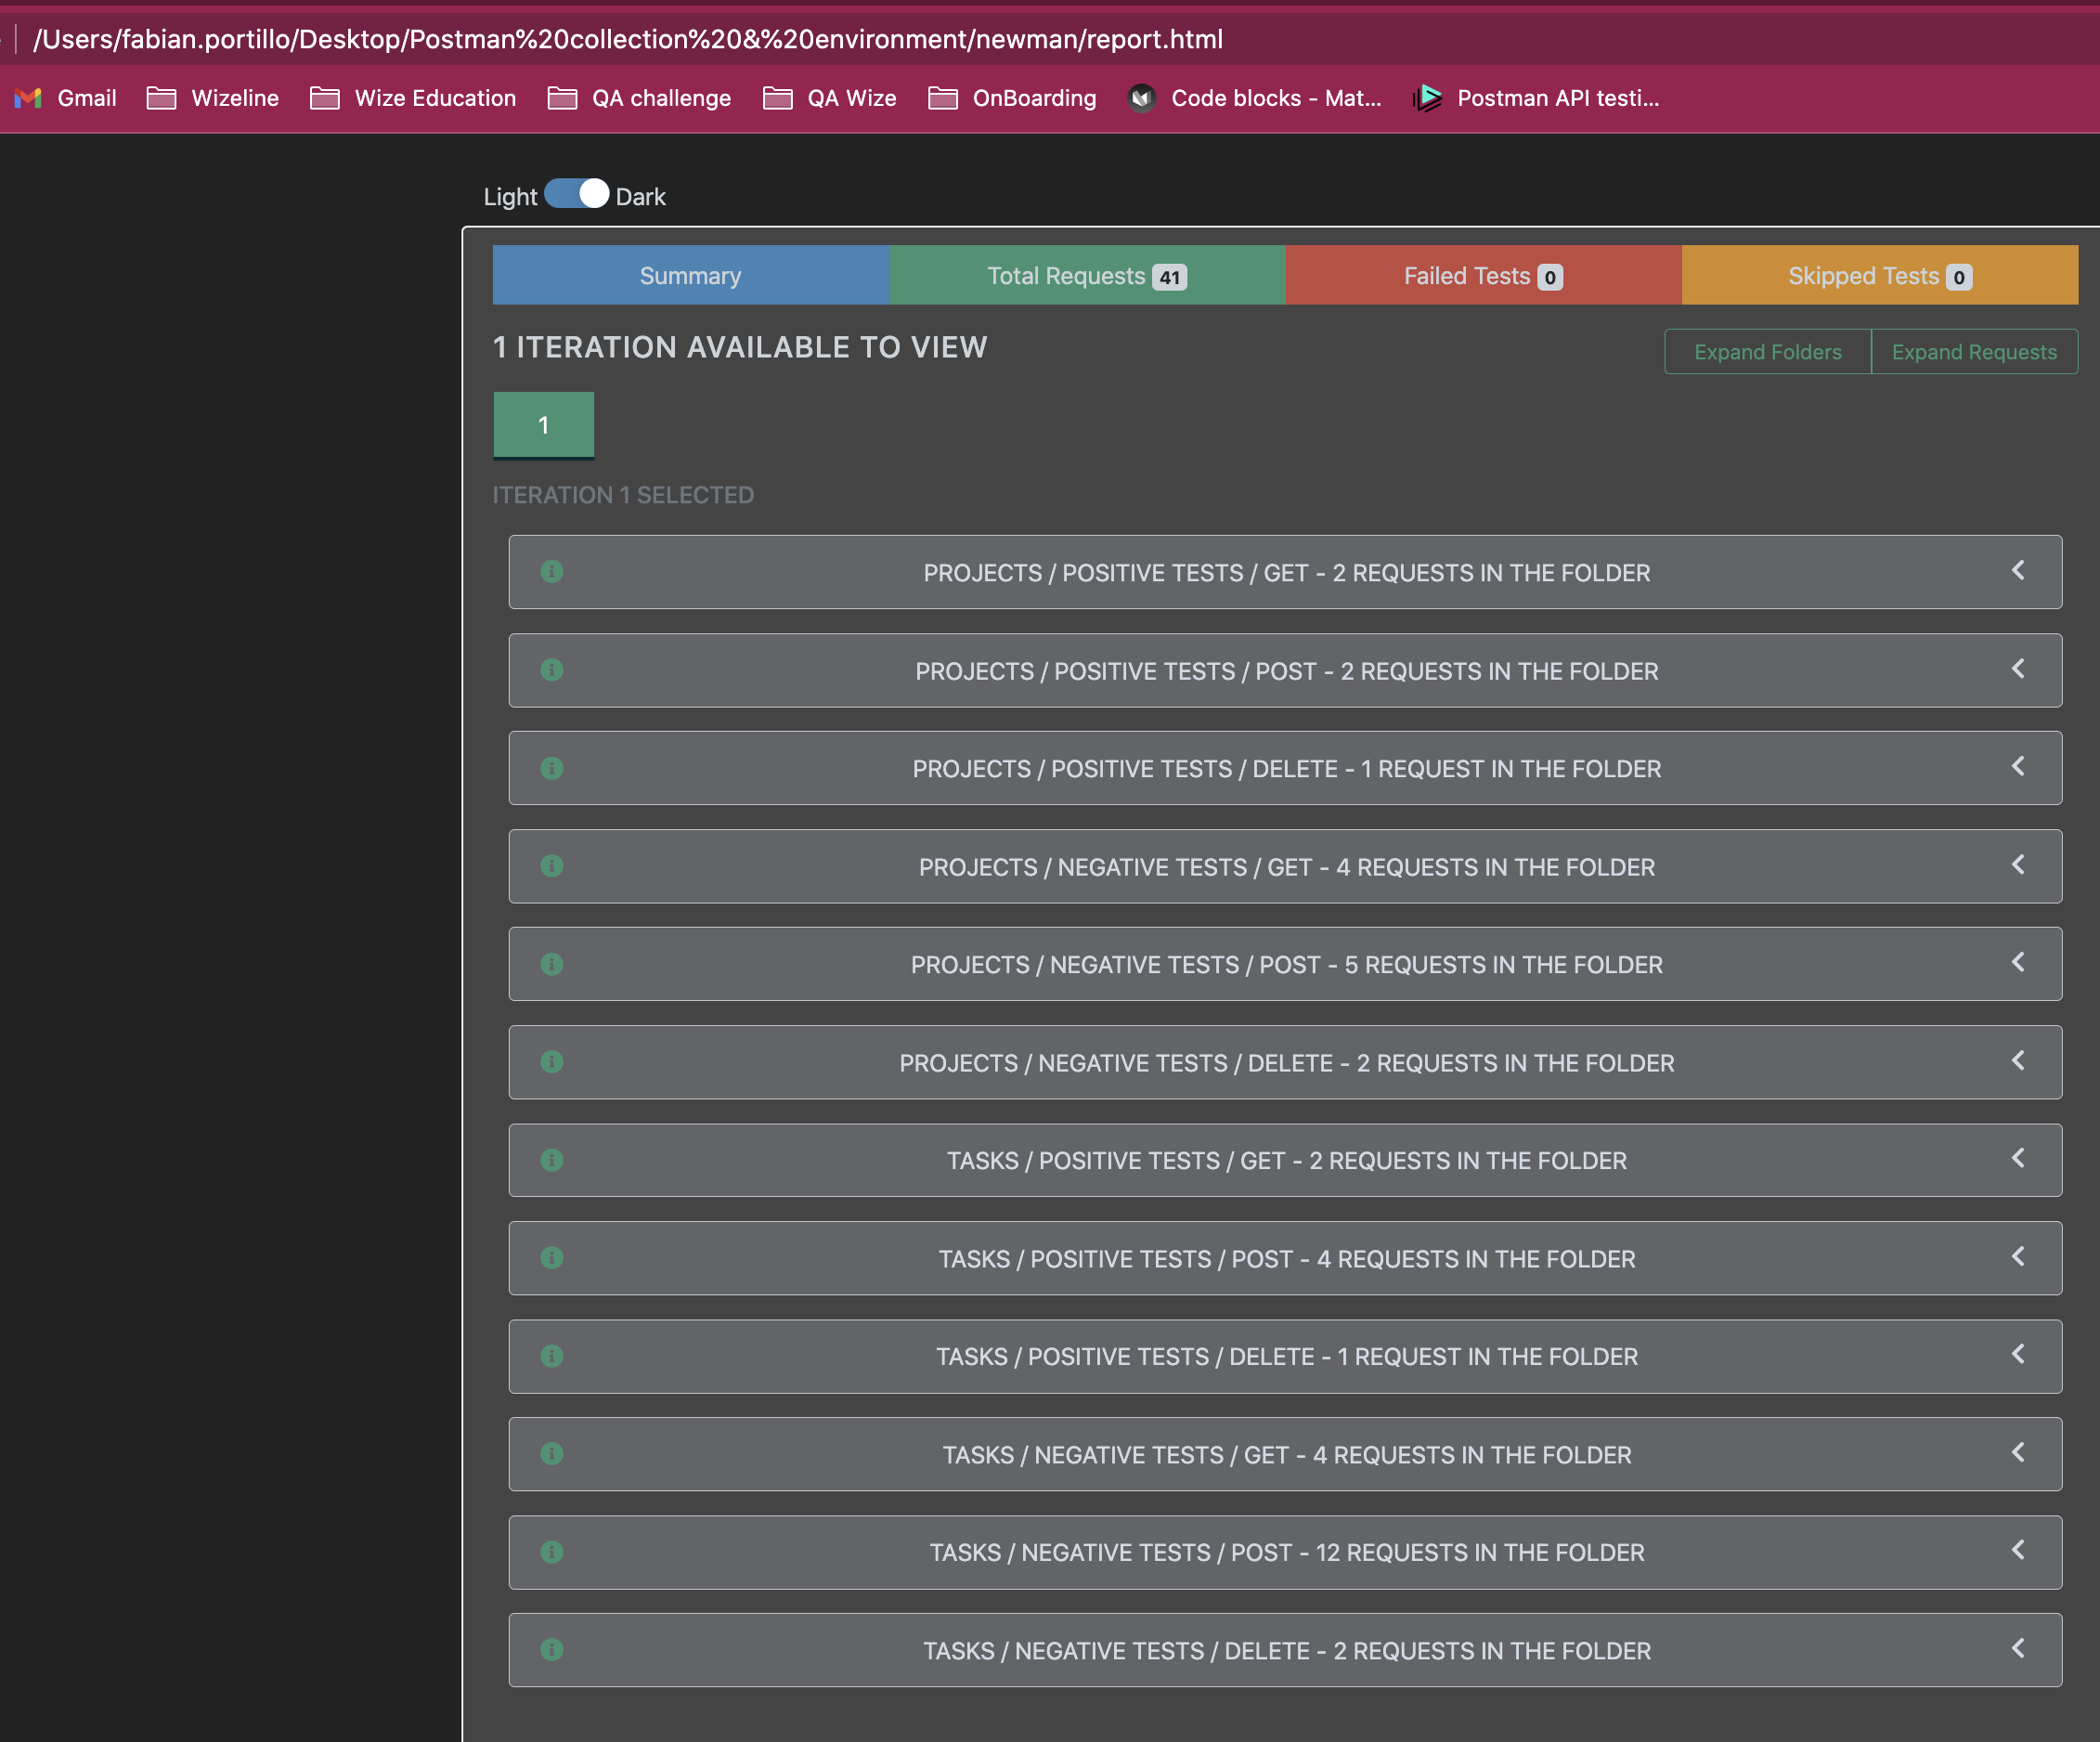 /Users/fabian.portillo/Desktop/Postman%20collection%20&%20environment/newman/report.html
Gmail Wizeline Wize Education QA challenge QA Wize OnBoarding Code blocks - Mat... Postman API testi...
Light Dark
Summary Total Requests 41 Failed Tests 0 Skipped Tests 0
1 ITERATION AVAILABLE TO VIEW Expand Folders Expand Requests
1
ITERATION 1 SELECTED
PROJECTS / POSITIVE TESTS / GET - 2 REQUESTS IN THE FOLDER
PROJECTS / POSITIVE TESTS / POST - 2 REQUESTS IN THE FOLDER
PROJECTS / POSITIVE TESTS / DELETE - 1 REQUEST IN THE FOLDER
PROJECTS / NEGATIVE TESTS / GET - 4 REQUESTS IN THE FOLDER
PROJECTS / NEGATIVE TESTS / POST - 5 REQUESTS IN THE FOLDER
PROJECTS / NEGATIVE TESTS / DELETE - 2 REQUESTS IN THE FOLDER
TASKS / POSITIVE TESTS / GET - 2 REQUESTS IN THE FOLDER
TASKS / POSITIVE TESTS / POST - 4 REQUESTS IN THE FOLDER
TASKS / POSITIVE TESTS / DELETE - 1 REQUEST IN THE FOLDER
TASKS / NEGATIVE TESTS / GET - 4 REQUESTS IN THE FOLDER
TASKS / NEGATIVE TESTS / POST - 12 REQUESTS IN THE FOLDER
TASKS / NEGATIVE TESTS / DELETE - 2 REQUESTS IN THE FOLDER